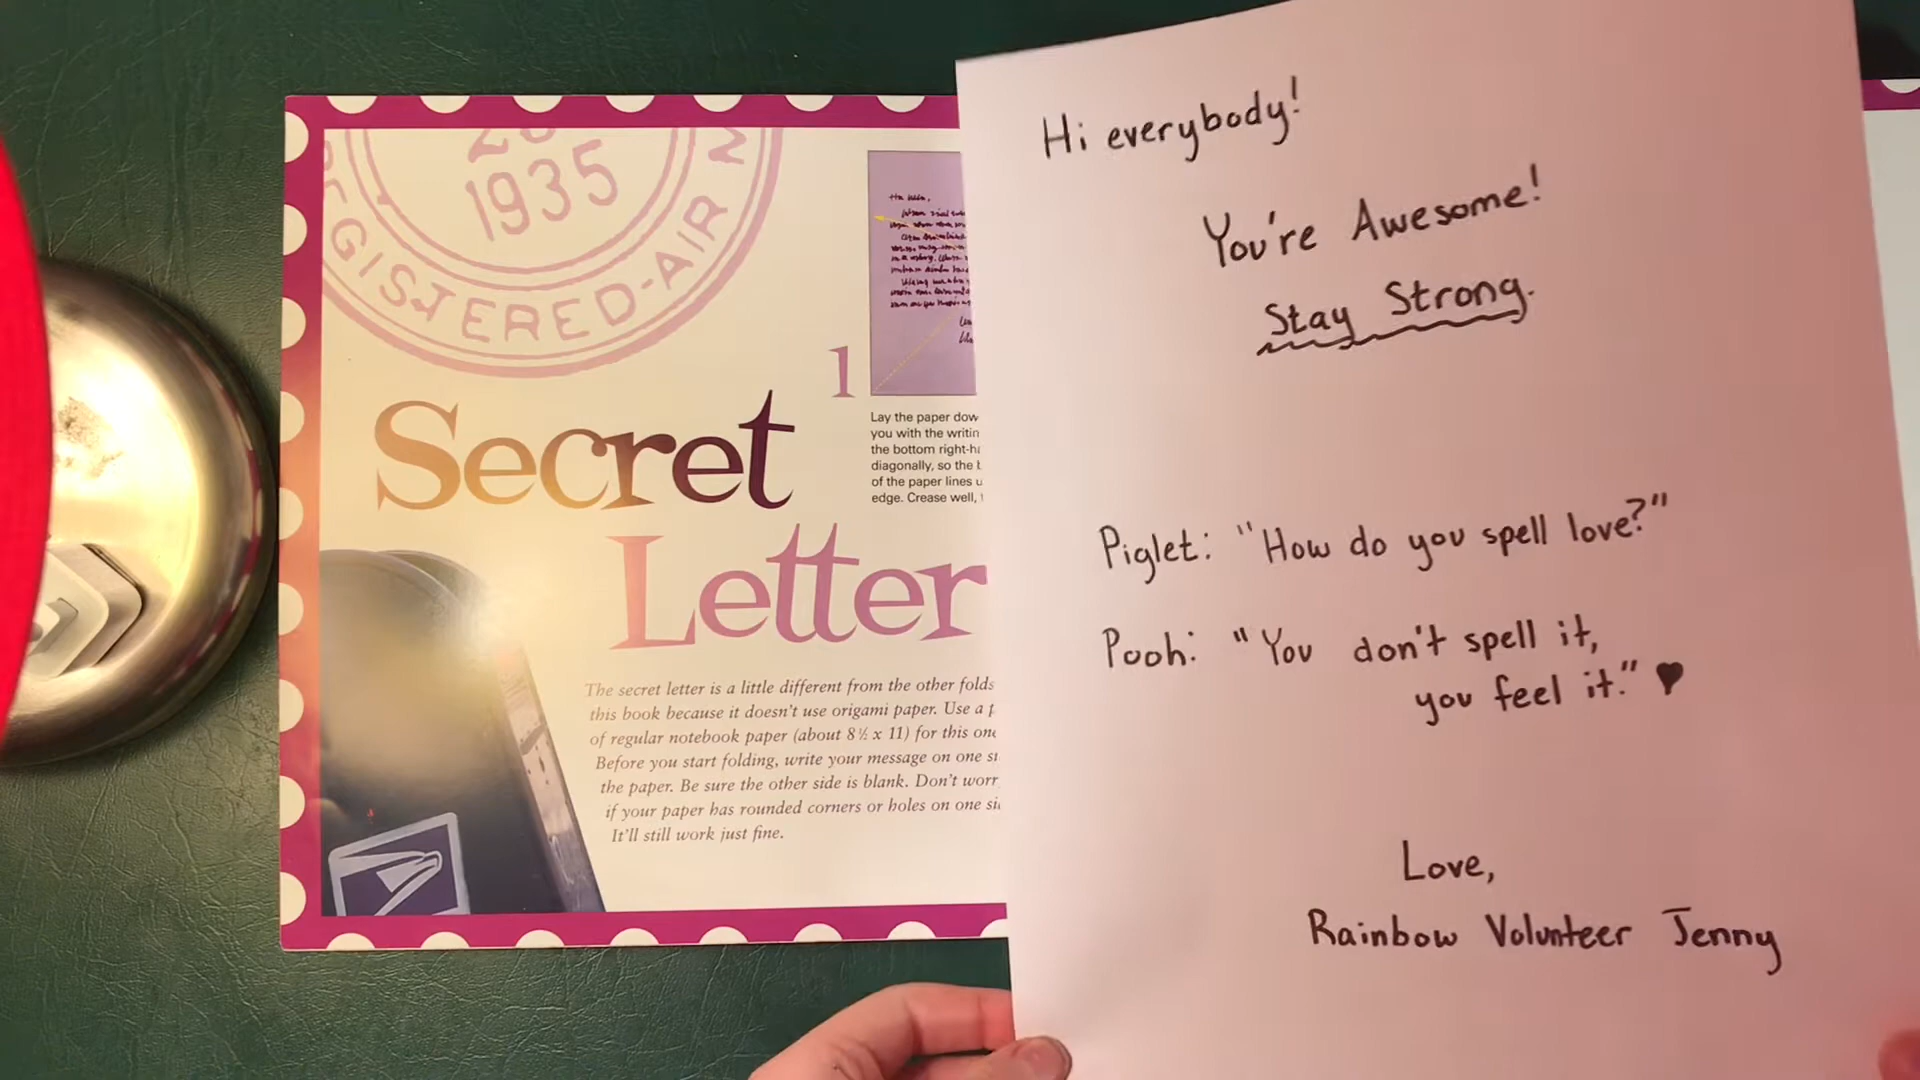 20
1935
REGISTERED-AIR M
1
Lay the paper dow
you with the writin
the bottom right-h
diagonally, so the
of the paper lines u
edge. Crease well,
Secret
Letter
The secret letter is a little different from the other folds
this book because it doesn't use origami paper. Use a p
of regular notebook paper (about 8½ x 11) for this one
Before you start folding, write your message on one si
the paper. Be sure the other side is blank. Don't worr
if your paper has rounded corners or holes on one si
It'll still work just fine.
Hi everybody!
You're Awesome!
Stay Strong.
Piglet: "How do you spell love?"
Pooh: "You don't spell it,
you feel it." ♥
Love,
Rainbow Volunteer Jenny